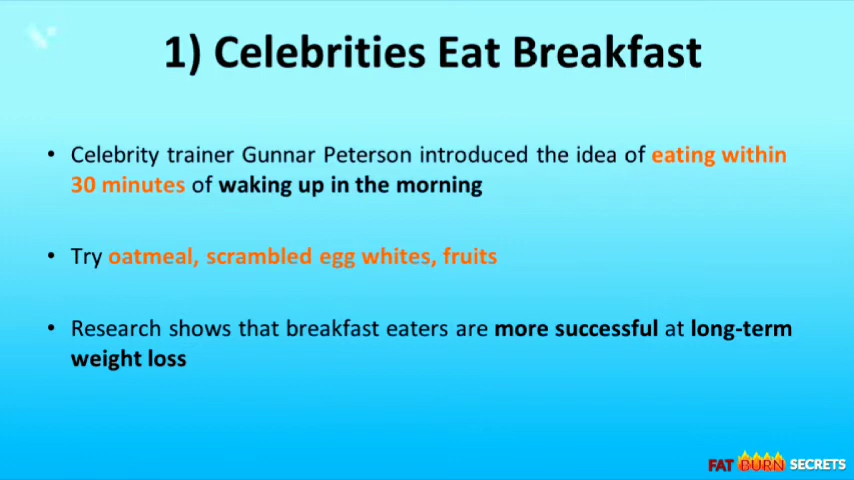 1) Celebrities Eat Breakfast
• Celebrity trainer Gunnar Peterson introduced the idea of eating within
30 minutes of waking up in the morning
• Try oatmeal, scrambled egg whites, fruits
• Research shows that breakfast eaters are more successful at long-term
weight loss
FAT BURN SECRETS